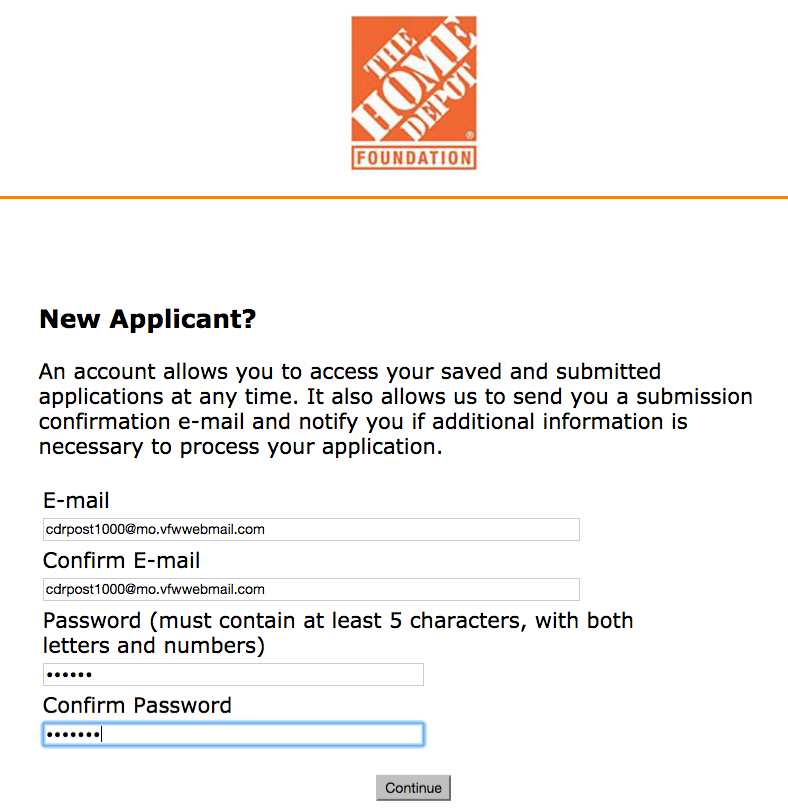 THE
HOME
DEPOT
®
FOUNDATION
New Applicant?
An account allows you to access your saved and submitted
applications at any time. It also allows us to send you a submission
confirmation e-mail and notify you if additional information is
necessary to process your application.
E-mail
cdrpost1000@mo.vfwwebmail.com
Confirm E-mail
cdrpost1000@mo.vfwwebmail.com
Password (must contain at least 5 characters, with both
letters and numbers)
••••••
Confirm Password
•••••••
Continue